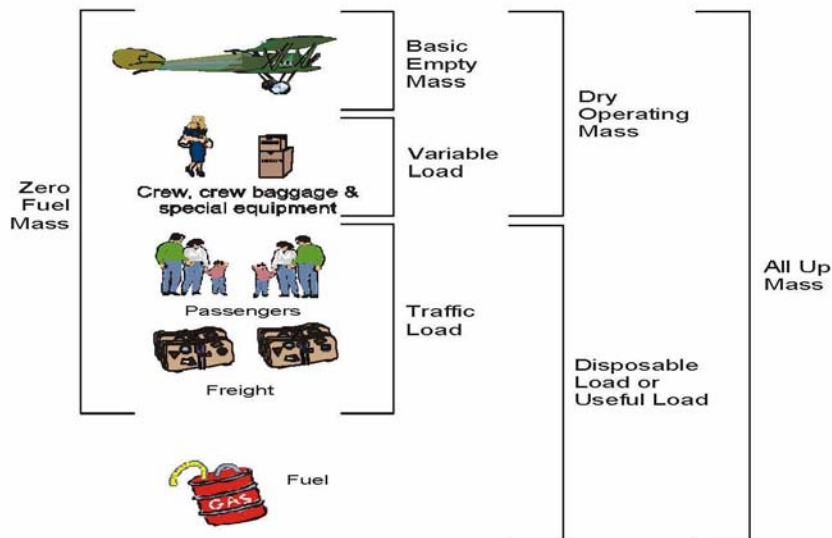 Basic
Empty
Mass
Dry
Operating
Mass
Variable
Load
Crew, crew baggage &
special equipment
Zero
Fuel
Mass
Passengers
Traffic
Load
Freight
All Up
Mass
Disposable
Load or
Useful Load
Fuel
GAS